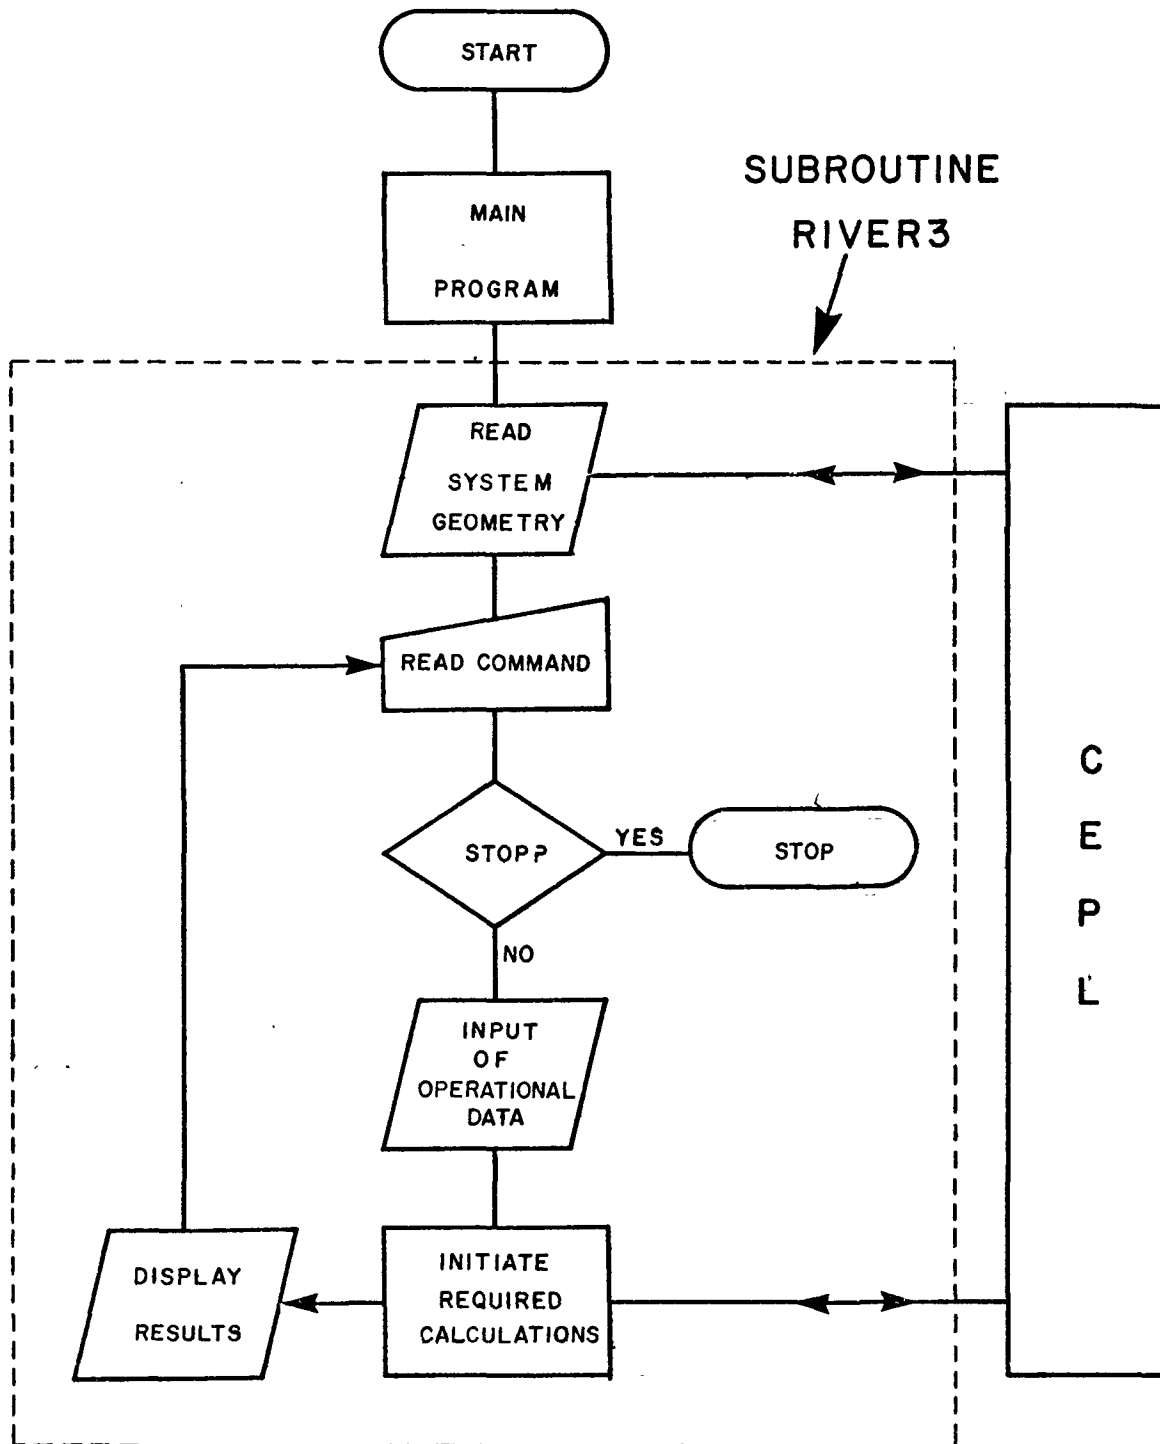 START
MAIN
PROGRAM
SUBROUTINE
RIVER3
READ
SYSTEM
GEOMETRY
READ COMMAND
STOP?
YES
STOP
NO
INPUT
OF
OPERATIONAL
DATA
INITIATE
REQUIRED
CALCULATIONS
DISPLAY
RESULTS
C
E
P
L